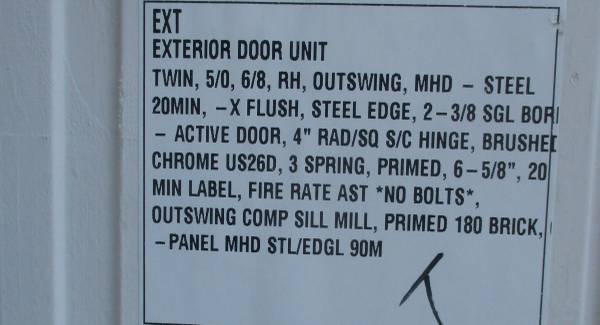 EXT
EXTERIOR DOOR UNIT
TWIN, 5/0, 6/8, RH, OUTSWING, MHD - STEEL
20MIN, -X FLUSH, STEEL EDGE, 2-3/8 SGL BORE
- ACTIVE DOOR, 4" RAD/SQ S/C HINGE, BRUSHED
CHROME US26D, 3 SPRING, PRIMED, 6-5/8", 20
MIN LABEL, FIRE RATE AST *NO BOLTS*,
OUTSWING COMP SILL MILL, PRIMED 180 BRICK,
-PANEL MHD STL/EDGL 90M